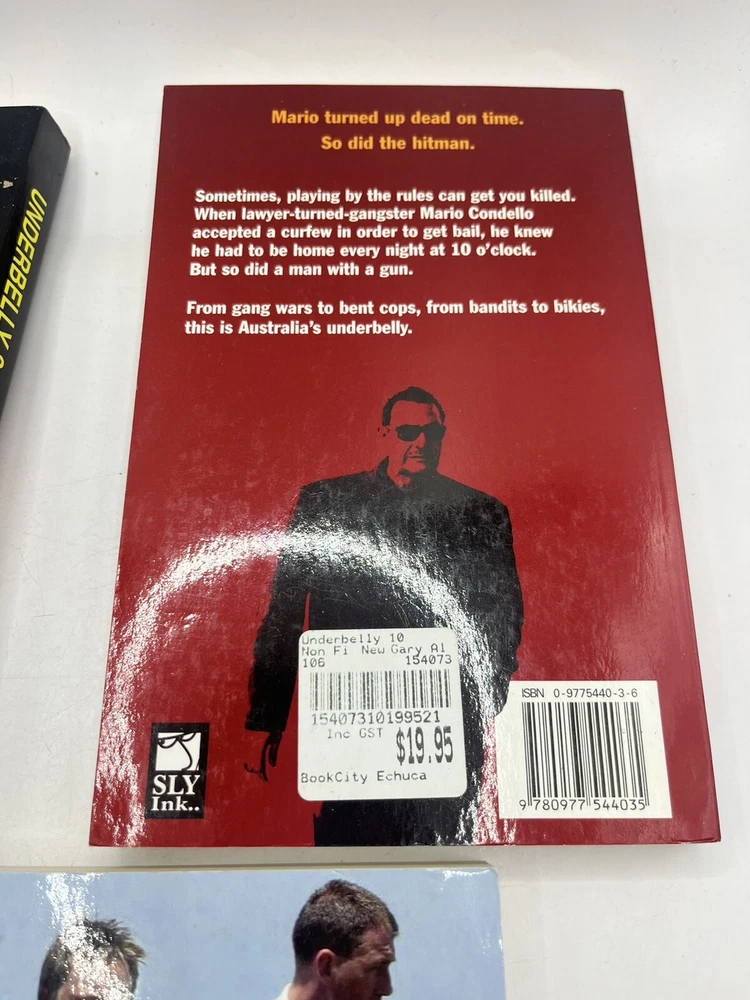 UNDERBELLY
Mario turned up dead on time.
So did the hitman.
Sometimes, playing by the rules can get you killed.
When lawyer-turned-gangster Mario Condello
accepted a curfew in order to get bail, he knew
he had to be home every night at 10 o'clock.
But so did a man with a gun.
From gang wars to bent cops, from bandits to bikies,
this is Australia's underbelly.
Underbelly 10
Non Fi New Gary Al
106 154073
15407310199521
Inc GST
$19.95
BookCity Echuca
SLY
Ink..
ISBN 0-9775440-3-6
9 780977 544035